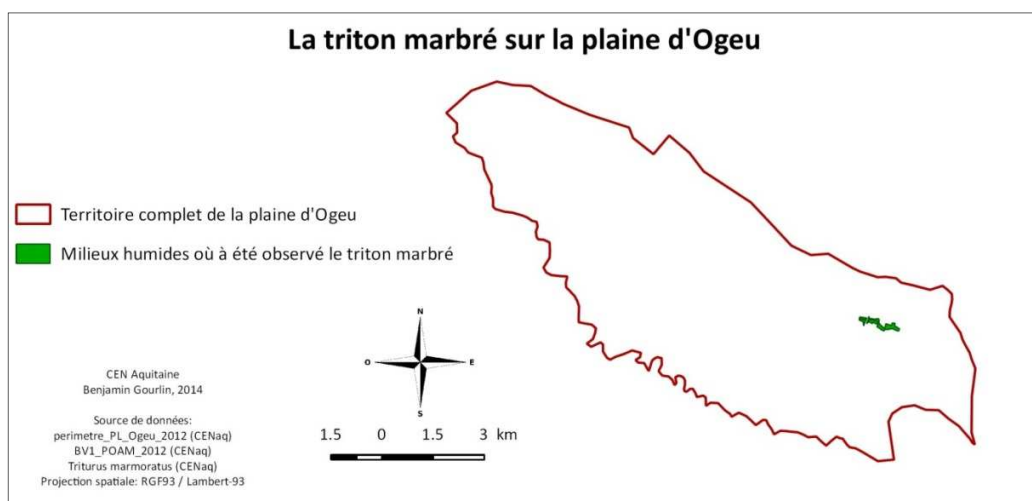 La triton marbré sur la plaine d'Ogeu
Territoire complet de la plaine d'Ogeu
Milieux humides où à été observé le triton marbré
N
O
E
S
CEN Aquitaine
Benjamin Gourlin, 2014
Source de données:
perimetre_PL_Ogeu_2012 (CENaq)
BV1_POAM_2012 (CENaq)
Triturus marmoratus (CENaq)
Projection spatiale: RGF93 / Lambert-93
1.5 0 1.5 3 km